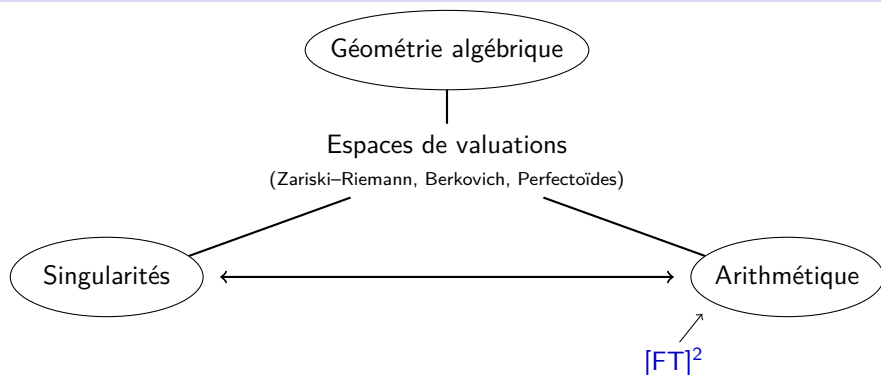 Géométrie algébrique
Espaces de valuations
(Zariski–Riemann, Berkovich, Perfectoïdes)
Singularités
Arithmétique
[FT]²